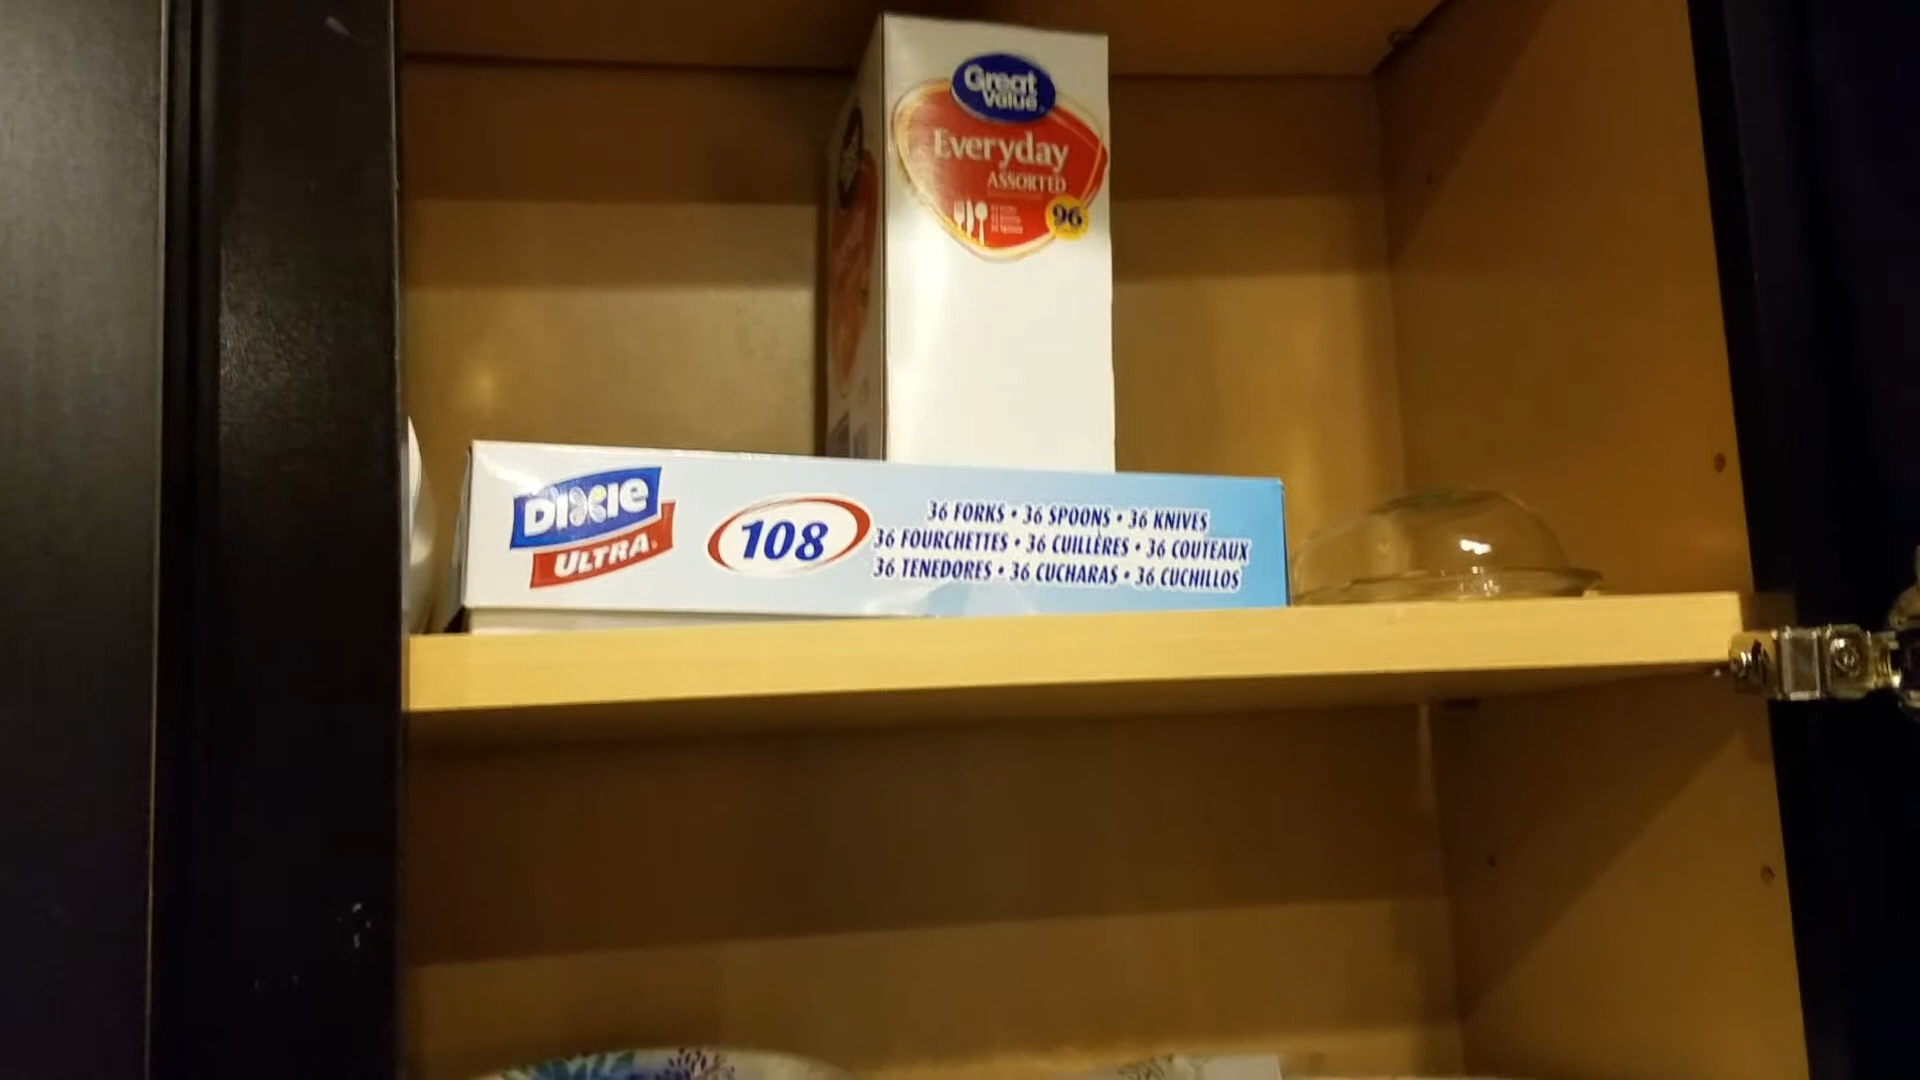 Great
Value
Everyday
ASSORTED
96
DIXIE
ULTRA
108
36 FORKS • 36 SPOONS • 36 KNIVES
36 FOURCHETTES • 36 CUILLÈRES • 36 COUTEAUX
36 TENEDORES • 36 CUCHARAS • 36 CUCHILLOS